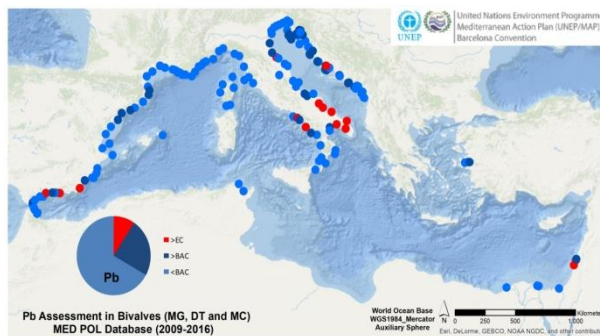 United Nations Environment Programme
Mediterranean Action Plan (UNEP/MAP)
Barcelona Convention
UNEP
>EC
>BAC
<BAC
Pb
Pb Assessment in Bivalves (MG, DT and MC)
MED POL Database (2009-2016)
World Ocean Base
WGS1984_Mercator
Auxiliary Sphere
0 250 500 1,000
Kilometer
Esri, DeLorme, GEBCO, NOAA NGDC, and other contributors